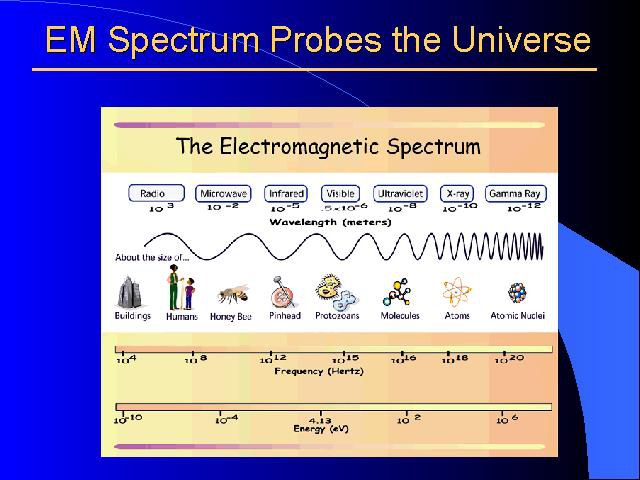 EM Spectrum Probes the Universe
The Electromagnetic Spectrum
Radio Microwave Infrared Visible Ultraviolet X-ray Gamma Ray
10 3 10 -2 10 -5 .5x10 -6 10 -8 10 -10 10 -12
Wavelength (meters)
About the size of...
Buildings Humans Honey Bee Pinhead Protozoans Molecules Atoms Atomic Nuclei
10 4 10 8 10 12 10 15 10 16 10 18 10 20
Frequency (Hertz)
10 -10 10 -4 4.13 10 2 10 6
Energy (eV)